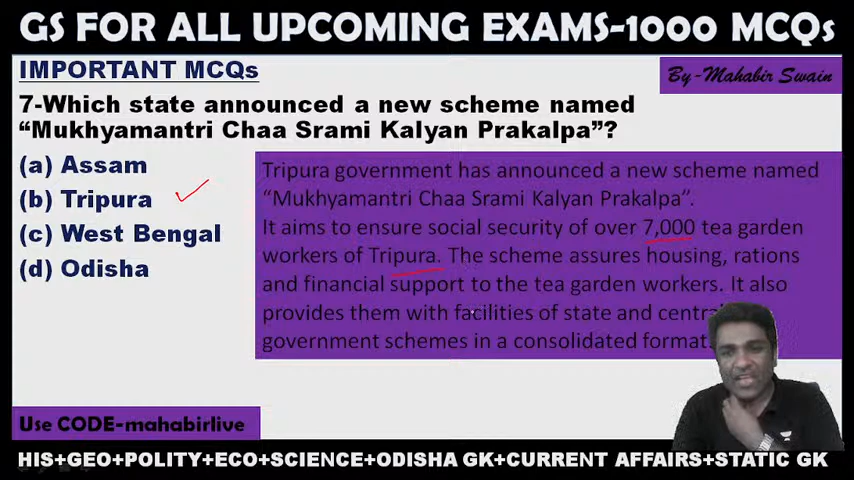 GS FOR ALL UPCOMING EXAMS-1000 MCQs
IMPORTANT MCQs
By-Mahabir Swain
7-Which state announced a new scheme named
“Mukhyamantri Chaa Srami Kalyan Prakalpa”?
(a) Assam
(b) Tripura
(c) West Bengal
(d) Odisha
Tripura government has announced a new scheme named
“Mukhyamantri Chaa Srami Kalyan Prakalpa”.
It aims to ensure social security of over 7,000 tea garden
workers of Tripura. The scheme assures housing, rations
and financial support to the tea garden workers. It also
provides them with facilities of state and central
government schemes in a consolidated format.
Use CODE-mahabirlive
HIS+GEO+POLITY+ECO+SCIENCE+ODISHA GK+CURRENT AFFAIRS+STATIC GK